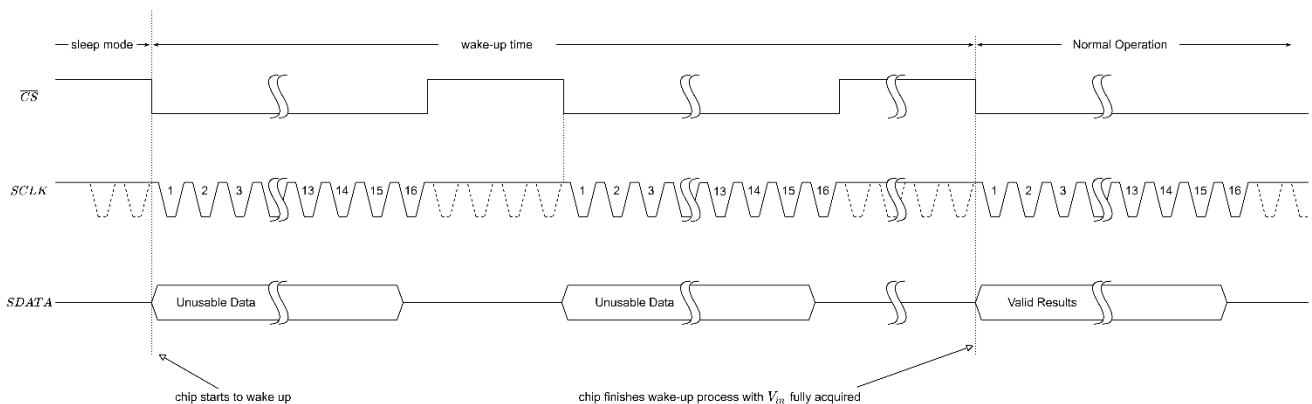 sleep mode wake-up time Normal Operation
CS
SCLK 1 2 3 13 14 15 16 1 2 3 13 14 15 16 1 2 3 13 14 15 16
SDATA Unusable Data Unusable Data Valid Results
chip starts to wake up chip finishes wake-up process with Vin fully acquired